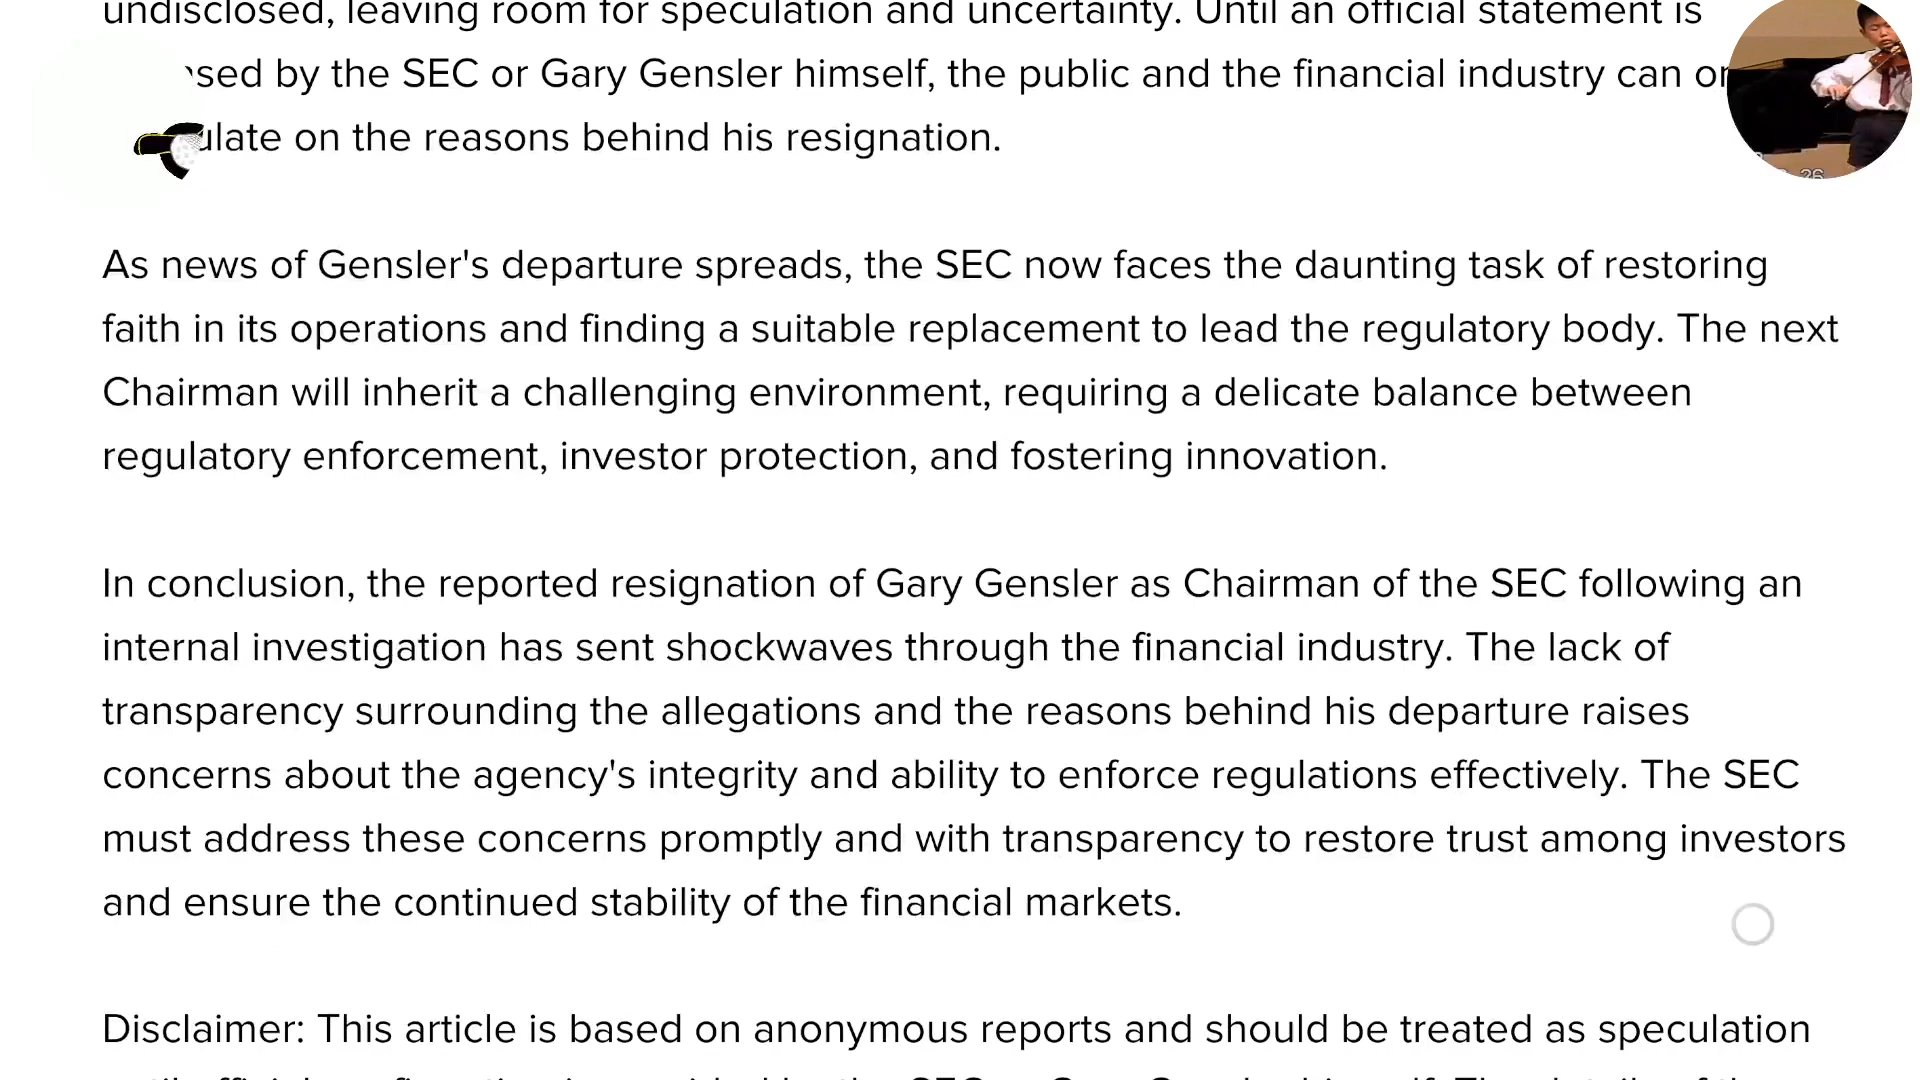 undisclosed, leaving room for speculation and uncertainty. Until an official statement is
by the SEC or Gary Gensler himself, the public and the financial industry can
on the reasons behind his resignation.
As news of Gensler's departure spreads, the SEC now faces the daunting task of restoring
faith in its operations and finding a suitable replacement to lead the regulatory body. The next
Chairman will inherit a challenging environment, requiring a delicate balance between
regulatory enforcement, investor protection, and fostering innovation.
In conclusion, the reported resignation of Gary Gensler as Chairman of the SEC following an
internal investigation has sent shockwaves through the financial industry. The lack of
transparency surrounding the allegations and the reasons behind his departure raises
concerns about the agency's integrity and ability to enforce regulations effectively. The SEC
must address these concerns promptly and with transparency to restore trust among investors
and ensure the continued stability of the financial markets.
Disclaimer: This article is based on anonymous reports and should be treated as speculation